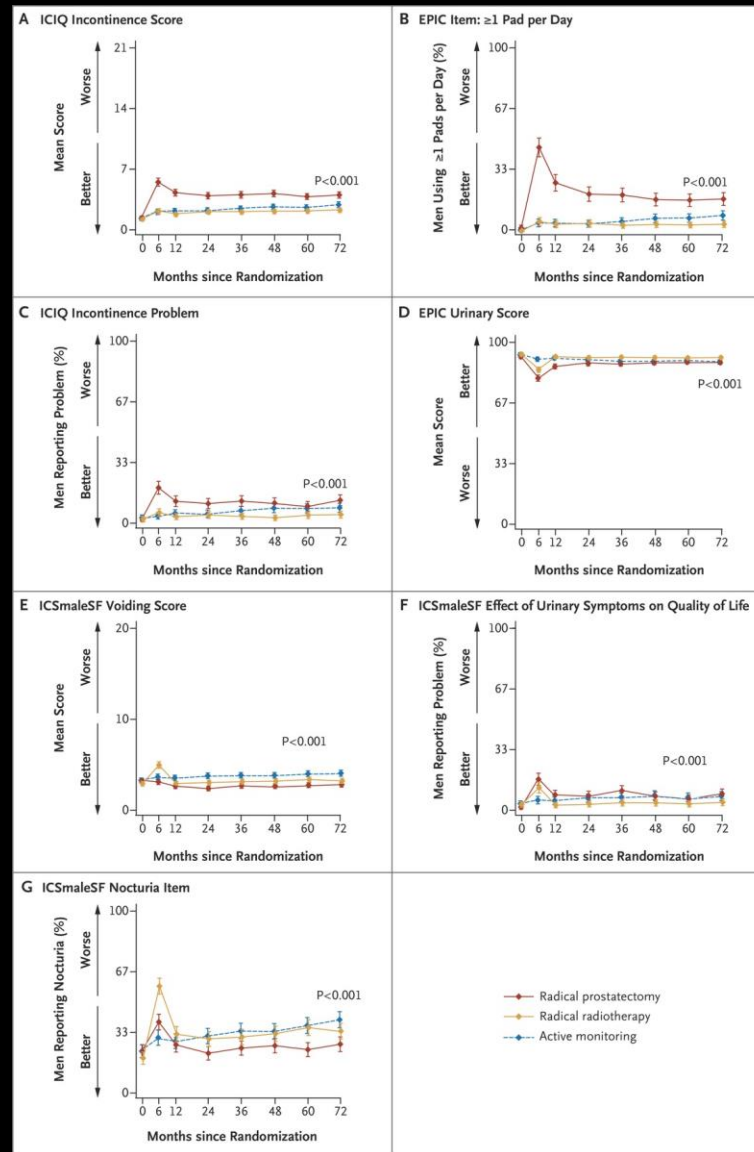 A ICIQ Incontinence Score
Mean Score
Worse
Better
21
14
7
0
P<0.001
0 6 12 24 36 48 60 72
Months since Randomization
B EPIC Item: ≥1 Pad per Day
Men Using ≥1 Pads per Day (%)
Worse
Better
100
67
33
0
P<0.001
0 6 12 24 36 48 60 72
Months since Randomization
C ICIQ Incontinence Problem
Men Reporting Problem (%)
Worse
Better
100
67
33
0
P<0.001
0 6 12 24 36 48 60 72
Months since Randomization
D EPIC Urinary Score
Mean Score
Better
Worse
100
67
33
0
P<0.001
0 6 12 24 36 48 60 72
Months since Randomization
E ICSmaleSF Voiding Score
Mean Score
Worse
Better
20
10
0
P<0.001
0 6 12 24 36 48 60 72
Months since Randomization
F ICSmaleSF Effect of Urinary Symptoms on Quality of Life
Men Reporting Problem (%)
Worse
Better
100
67
33
0
P<0.001
0 6 12 24 36 48 60 72
Months since Randomization
G ICSmaleSF Nocturia Item
Men Reporting Nocturia (%)
Worse
Better
100
67
33
0
P<0.001
0 6 12 24 36 48 60 72
Months since Randomization
Radical prostatectomy
Radical radiotherapy
Active monitoring